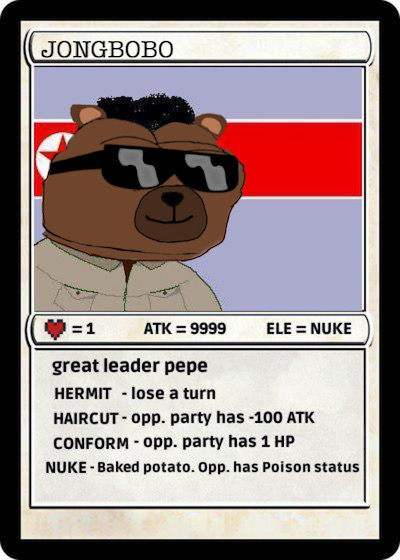 JONGBOBO
= 1 ATK = 9999 ELE = NUKE
great leader pepe
HERMIT - lose a turn
HAIRCUT - opp. party has -100 ATK
CONFORM - opp. party has 1 HP
NUKE - Baked potato. Opp. has Poison status